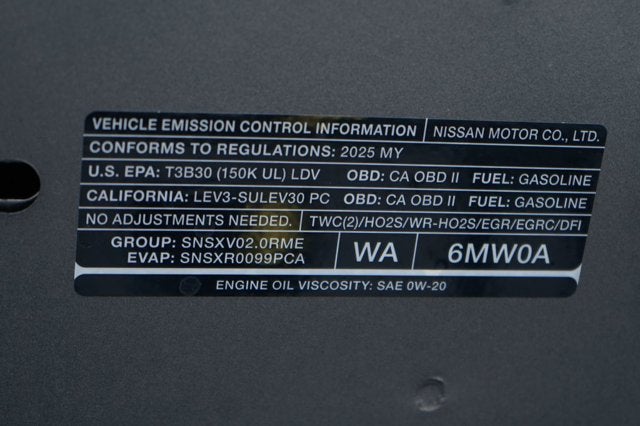 VEHICLE EMISSION CONTROL INFORMATION NISSAN MOTOR CO., LTD.
CONFORMS TO REGULATIONS: 2025 MY
U.S. EPA: T3B30 (150K UL) LDV OBD: CA OBD II FUEL: GASOLINE
CALIFORNIA: LEV3-SULEV30 PC OBD: CA OBD II FUEL: GASOLINE
NO ADJUSTMENTS NEEDED. TWC(2)/HO2S/WR-HO2S/EGR/EGRC/DFI
GROUP: SNSXV02.0RME
EVAP: SNSXR0099PCA
WA 6MW0A
ENGINE OIL VISCOSITY: SAE 0W-20